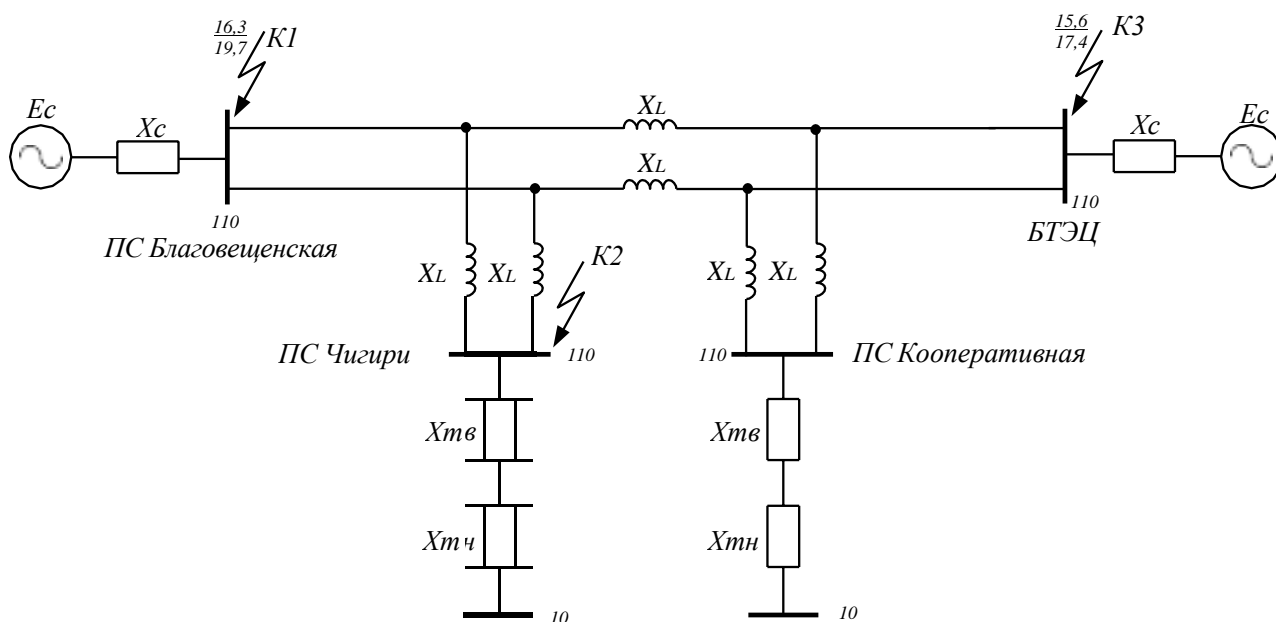 16,3
19,7
К1
15,6
17,4
К3
Ес
Хс
XL
XL
Хс
Ес
110
ПС Благовещенская
110
БТЭЦ
XL
XL
К2
XL
XL
ПС Чигири
110
110
ПС Кооперативная
Хтв
Хтв
Хтн
Хтн
10
10